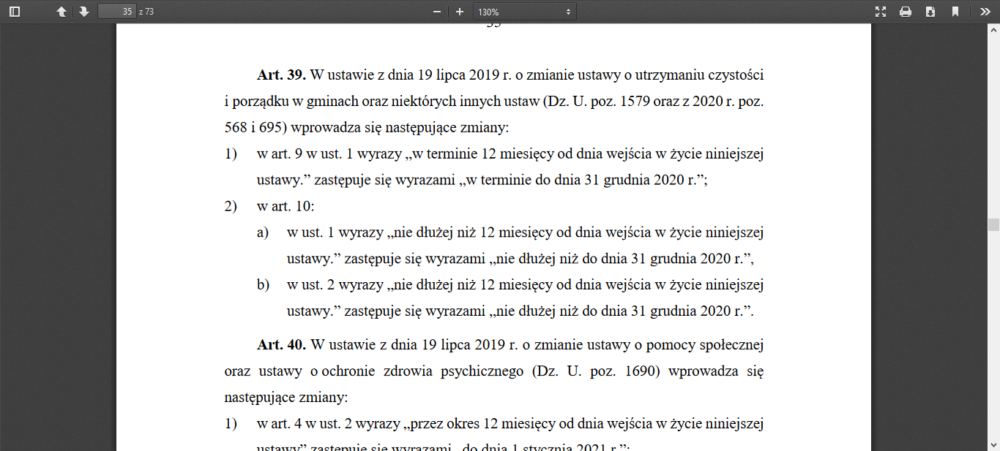 35 z 73
130%
35
Art. 39. W ustawie z dnia 19 lipca 2019 r. o zmianie ustawy o utrzymaniu czystości
i porządku w gminach oraz niektórych innych ustaw (Dz. U. poz. 1579 oraz z 2020 r. poz.
568 i 695) wprowadza się następujące zmiany:
1) w art. 9 w ust. 1 wyrazy „w terminie 12 miesięcy od dnia wejścia w życie niniejszej
ustawy.” zastępuje się wyrazami „w terminie do dnia 31 grudnia 2020 r.”;
2) w art. 10:
a) w ust. 1 wyrazy „nie dłużej niż 12 miesięcy od dnia wejścia w życie niniejszej
ustawy.” zastępuje się wyrazami „nie dłużej niż do dnia 31 grudnia 2020 r.”,
b) w ust. 2 wyrazy „nie dłużej niż 12 miesięcy od dnia wejścia w życie niniejszej
ustawy.” zastępuje się wyrazami „nie dłużej niż do dnia 31 grudnia 2020 r.”.
Art. 40. W ustawie z dnia 19 lipca 2019 r. o zmianie ustawy o pomocy społecznej
oraz ustawy o ochronie zdrowia psychicznego (Dz. U. poz. 1690) wprowadza się
następujące zmiany:
1) w art. 4 w ust. 2 wyrazy „przez okres 12 miesięcy od dnia wejścia w życie niniejszej
ustawy” zastępuje się wyrazami „do dnia 1 stycznia 2021 r.”;